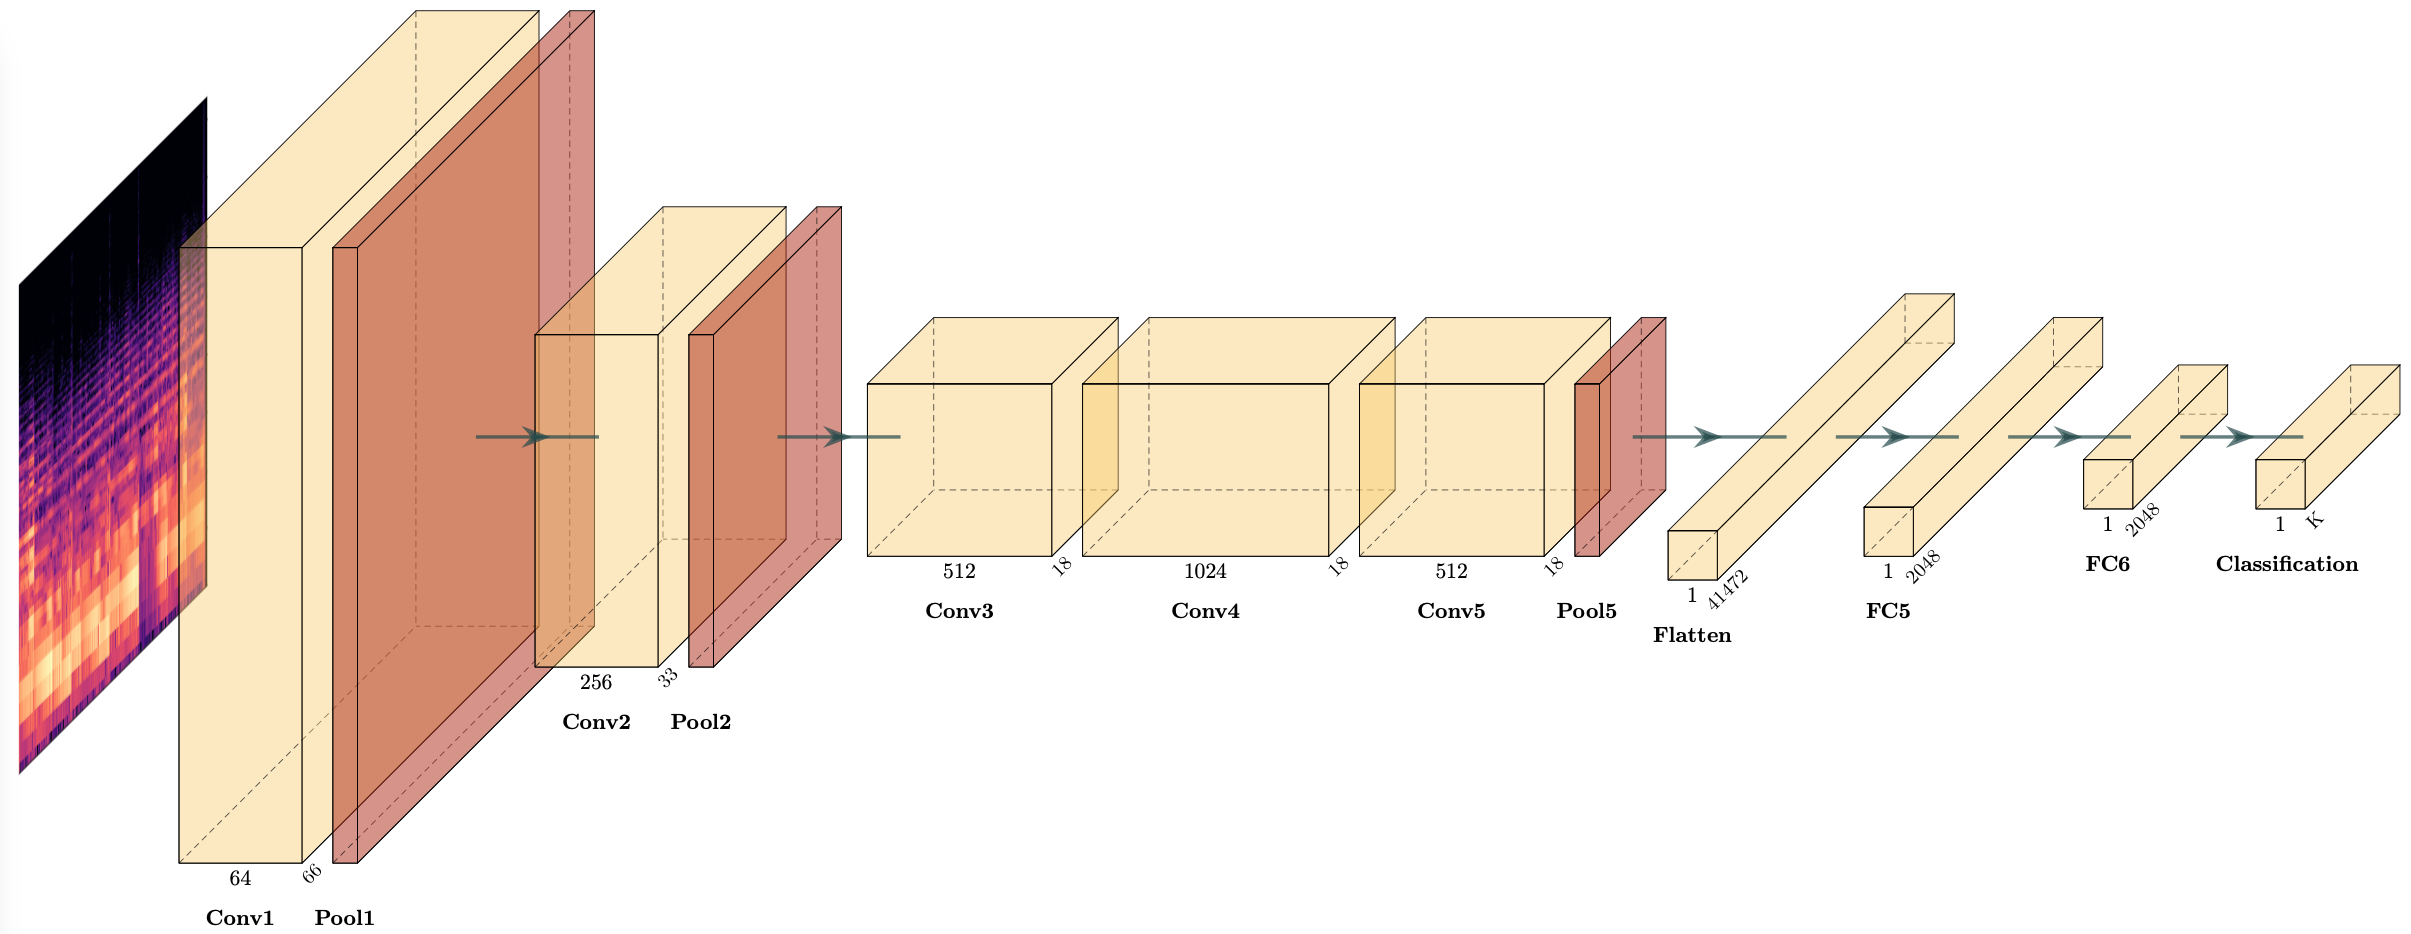 64
66
Conv1
Pool1
256
33
Conv2
Pool2
512
18
Conv3
1024
18
Conv4
512
18
Conv5
Pool5
1
41472
Flatten
1
2048
FC5
1
2048
FC6
1
K
Classification